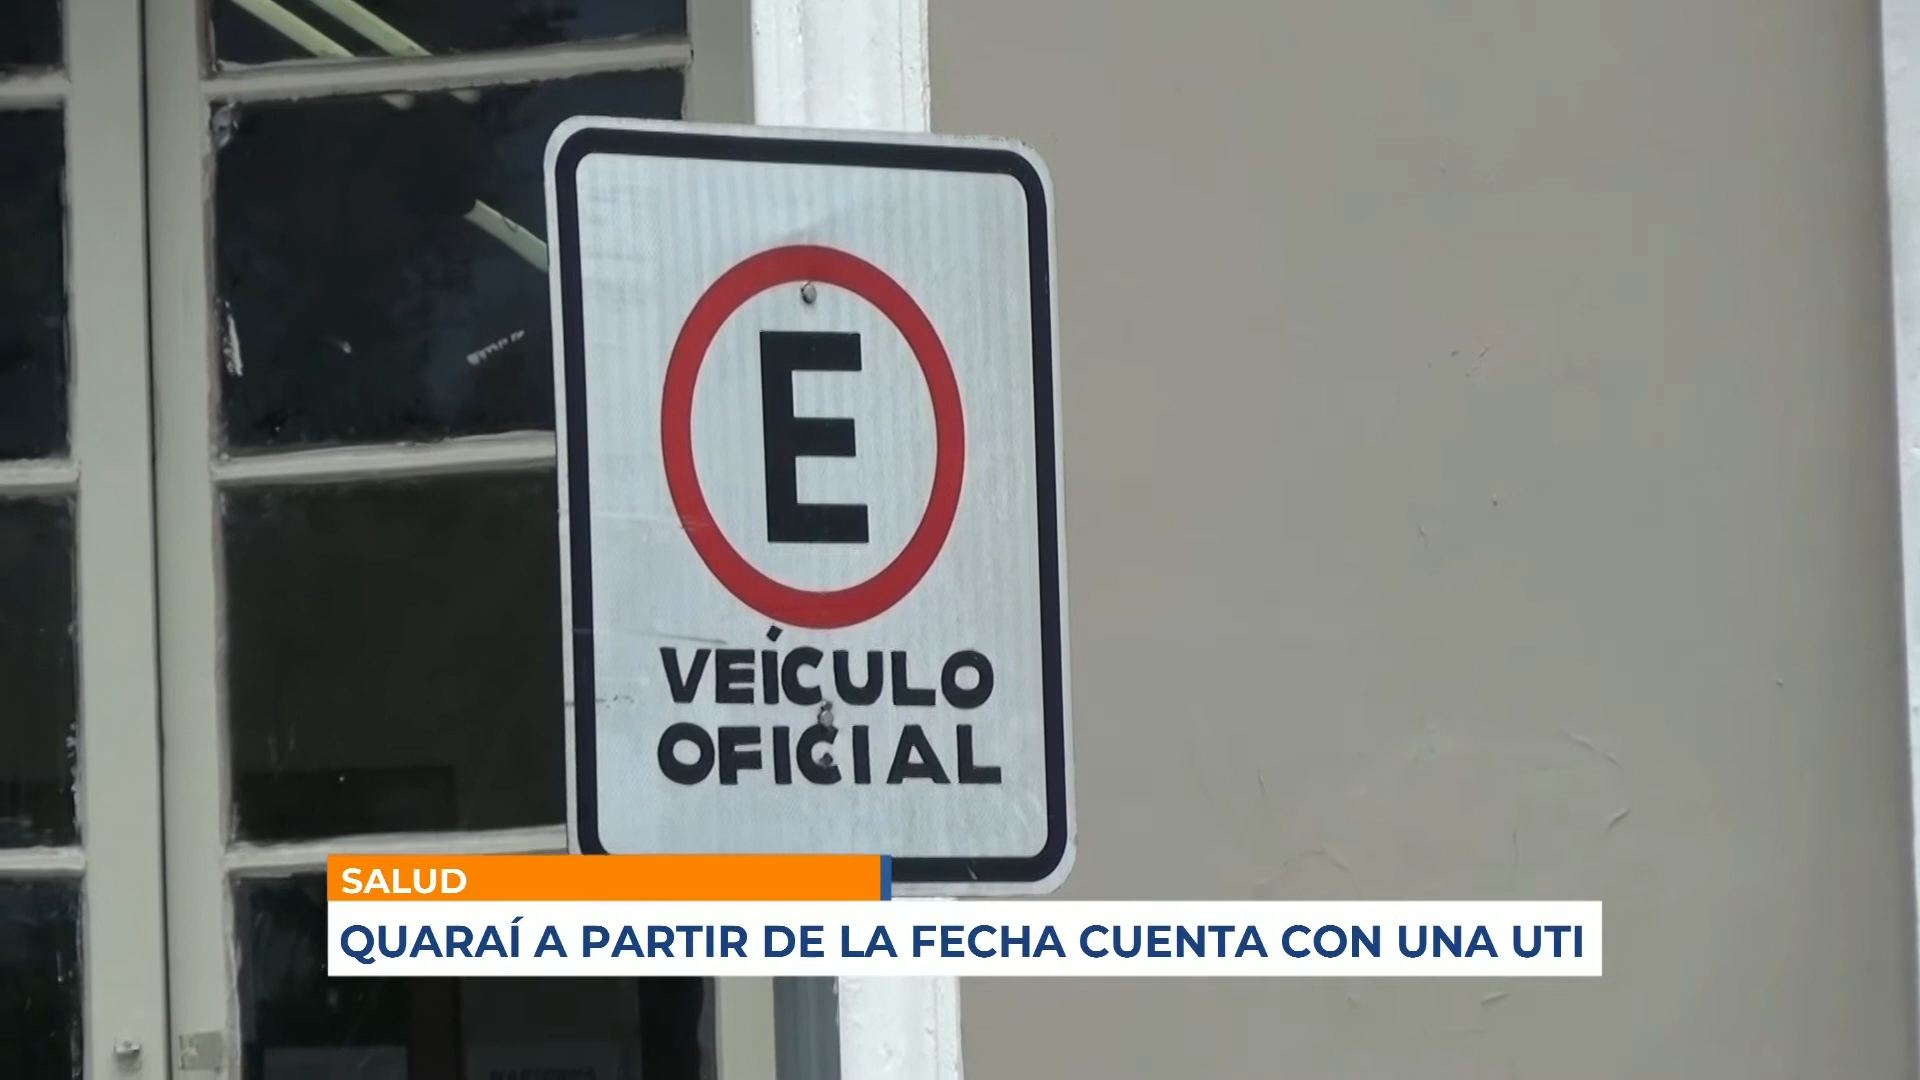 E
VEÍCULO
OFICIAL
SALUD
QUARAÍ A PARTIR DE LA FECHA CUENTA CON UNA UTI